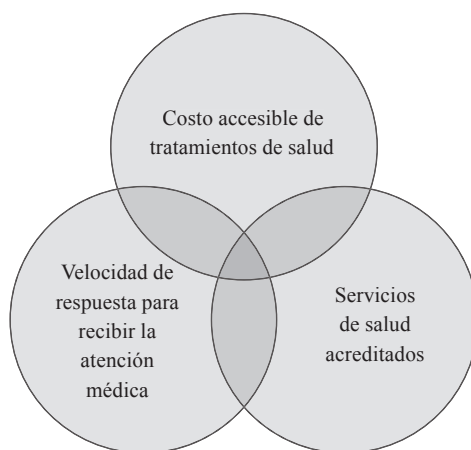 Costo accesible de
tratamientos de salud
Velocidad de
respuesta para
recibir la
atención
médica
Servicios
de salud
acreditados